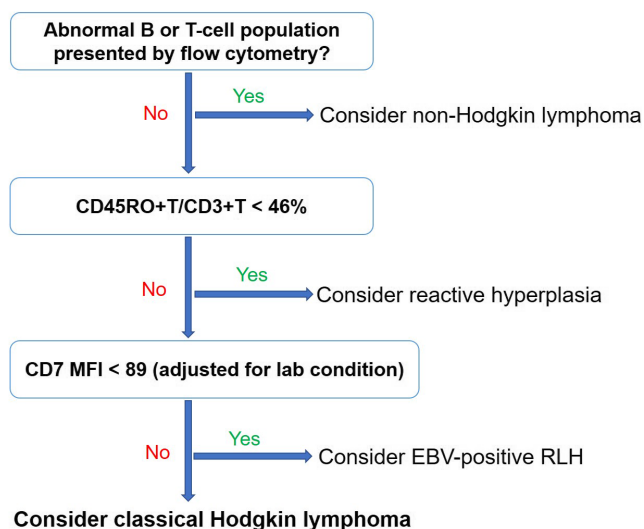 Abnormal B or T-cell population
presented by flow cytometry?
Yes
No
Consider non-Hodgkin lymphoma
CD45RO+T/CD3+T < 46%
Yes
No
Consider reactive hyperplasia
CD7 MFI < 89 (adjusted for lab condition)
Yes
No
Consider EBV-positive RLH
Consider classical Hodgkin lymphoma